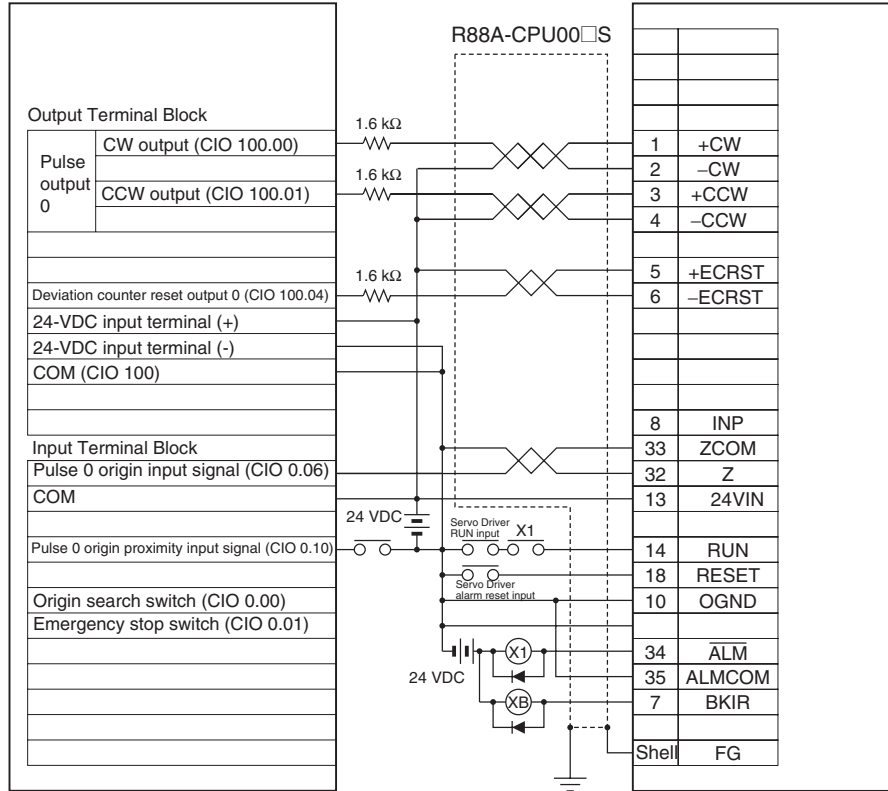 R88A-CPU00□S
Output Terminal Block
Pulse output 0
CW output (CIO 100.00)
1.6 kΩ
1 +CW
2 −CW
CCW output (CIO 100.01)
1.6 kΩ
3 +CCW
4 −CCW
5 +ECRST
Deviation counter reset output 0 (CIO 100.04)
1.6 kΩ
6 −ECRST
24-VDC input terminal (+)
24-VDC input terminal (-)
COM (CIO 100)
8 INP
Input Terminal Block
33 ZCOM
Pulse 0 origin input signal (CIO 0.06)
32 Z
COM
13 24VIN
24 VDC
Servo Driver
RUN input
X1
Pulse 0 origin proximity input signal (CIO 0.10)
14 RUN
18 RESET
Servo Driver
alarm reset input
Origin search switch (CIO 0.00)
10 OGND
Emergency stop switch (CIO 0.01)
X1
34 ALM
24 VDC
35 ALMCOM
XB
7 BKIR
Shell FG